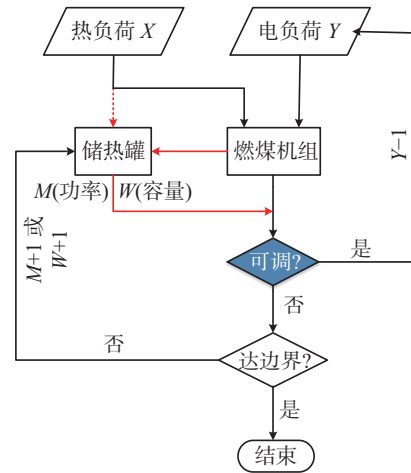 热负荷 X
电负荷 Y
储热罐
燃煤机组
M(功率)
W(容量)
M+1 或
W+1
Y−1
可调?
是
否
达边界?
否
是
结束